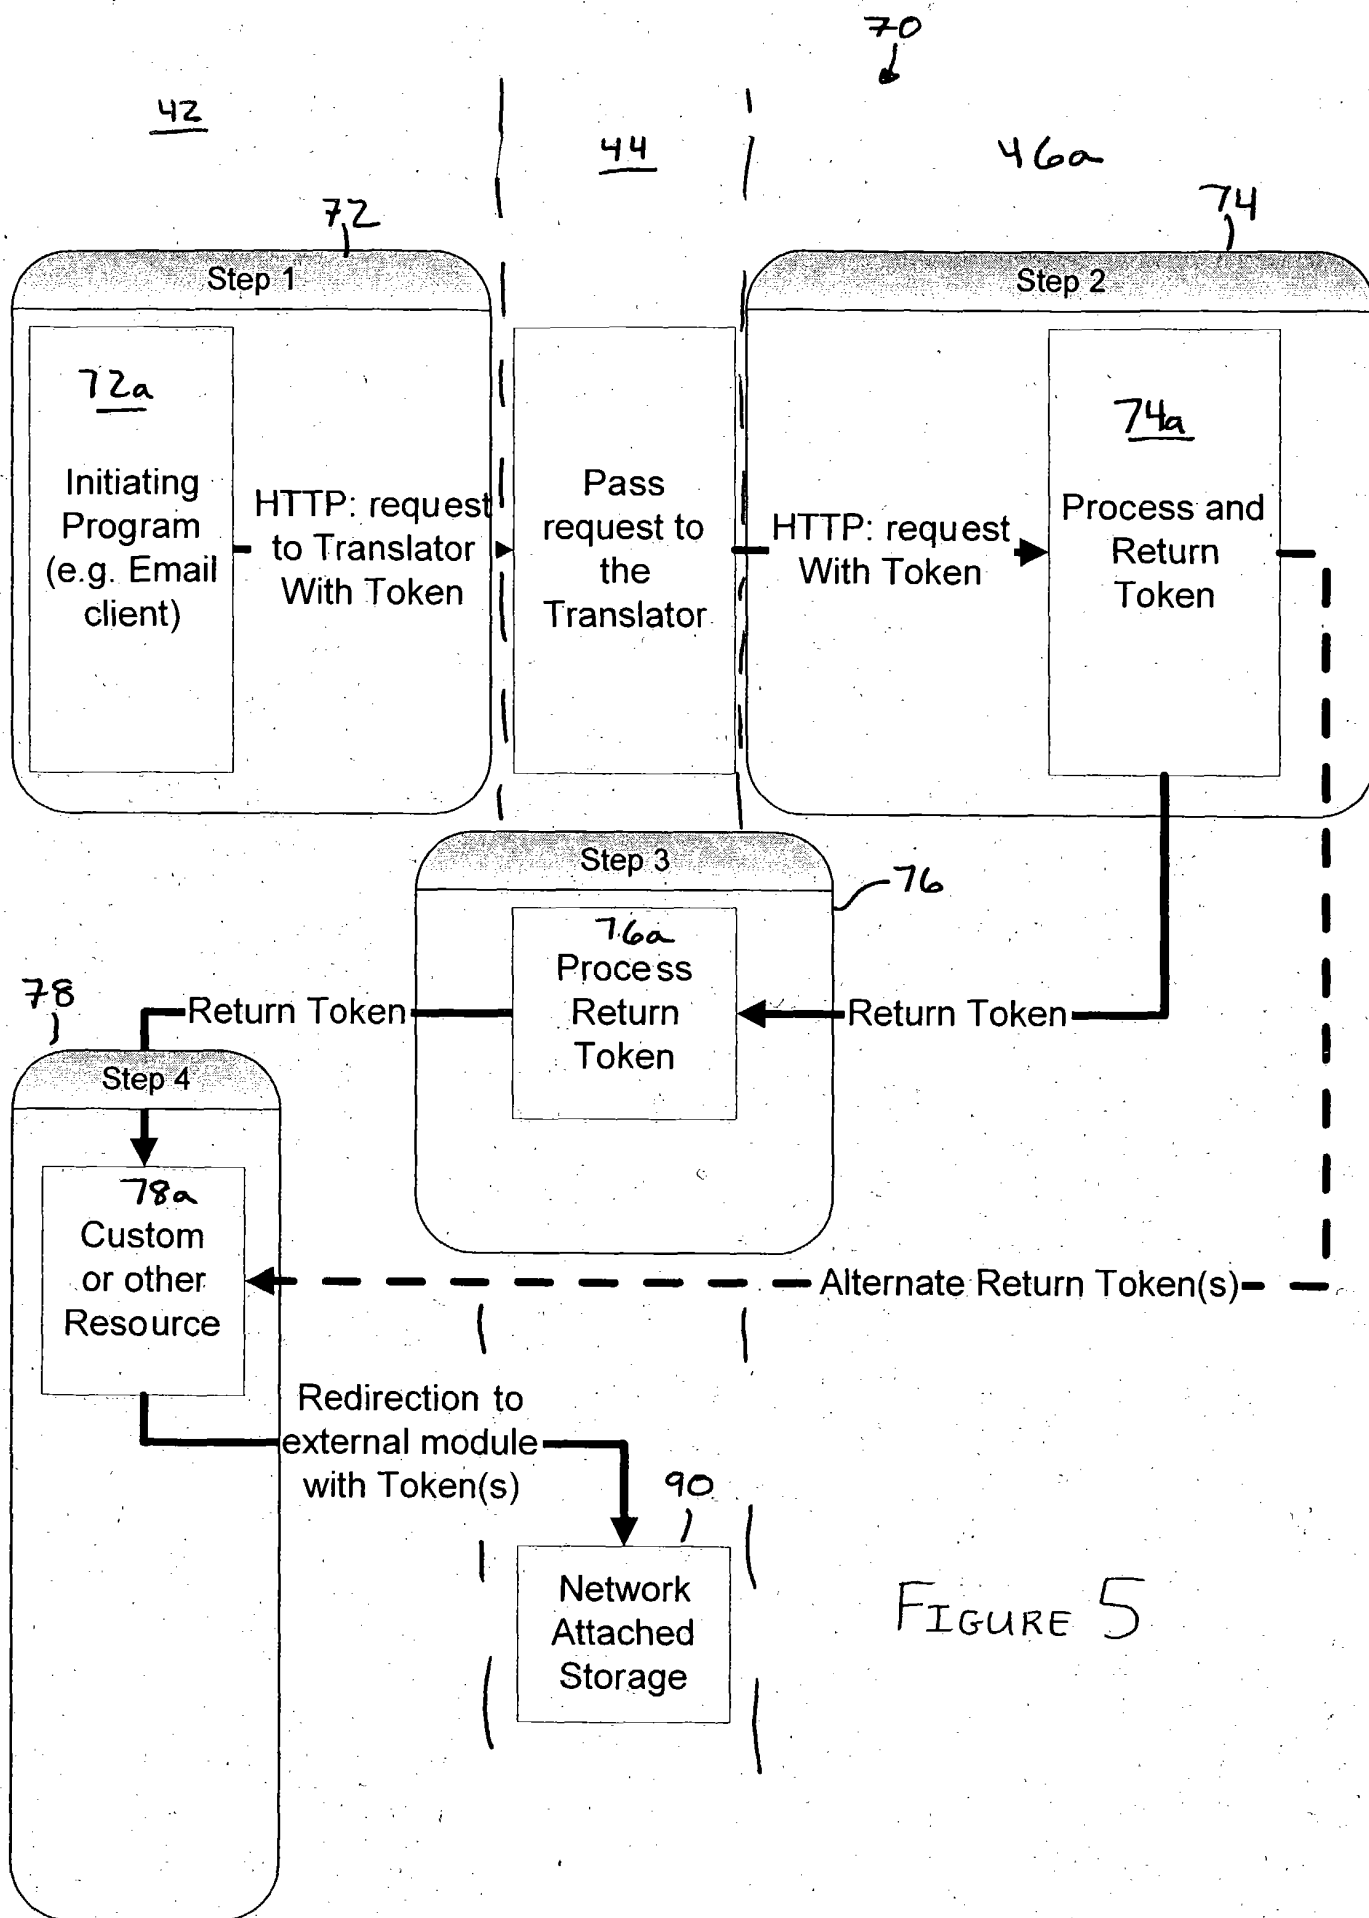 70
42
44
46a
72
74
Step 1
Step 2
72a
Initiating
Program
(e.g. Email
client)
HTTP: request
to Translator
With Token
Pass
request to
the
Translator
HTTP: request
With Token
74a
Process and
Return
Token
Step 3
76
76a
Process
Return
Token
Return Token
Return Token
78
Step 4
78a
Custom
or other
Resource
Alternate Return Token(s)
Redirection to
external module
with Token(s)
90
Network
Attached
Storage
FIGURE 5